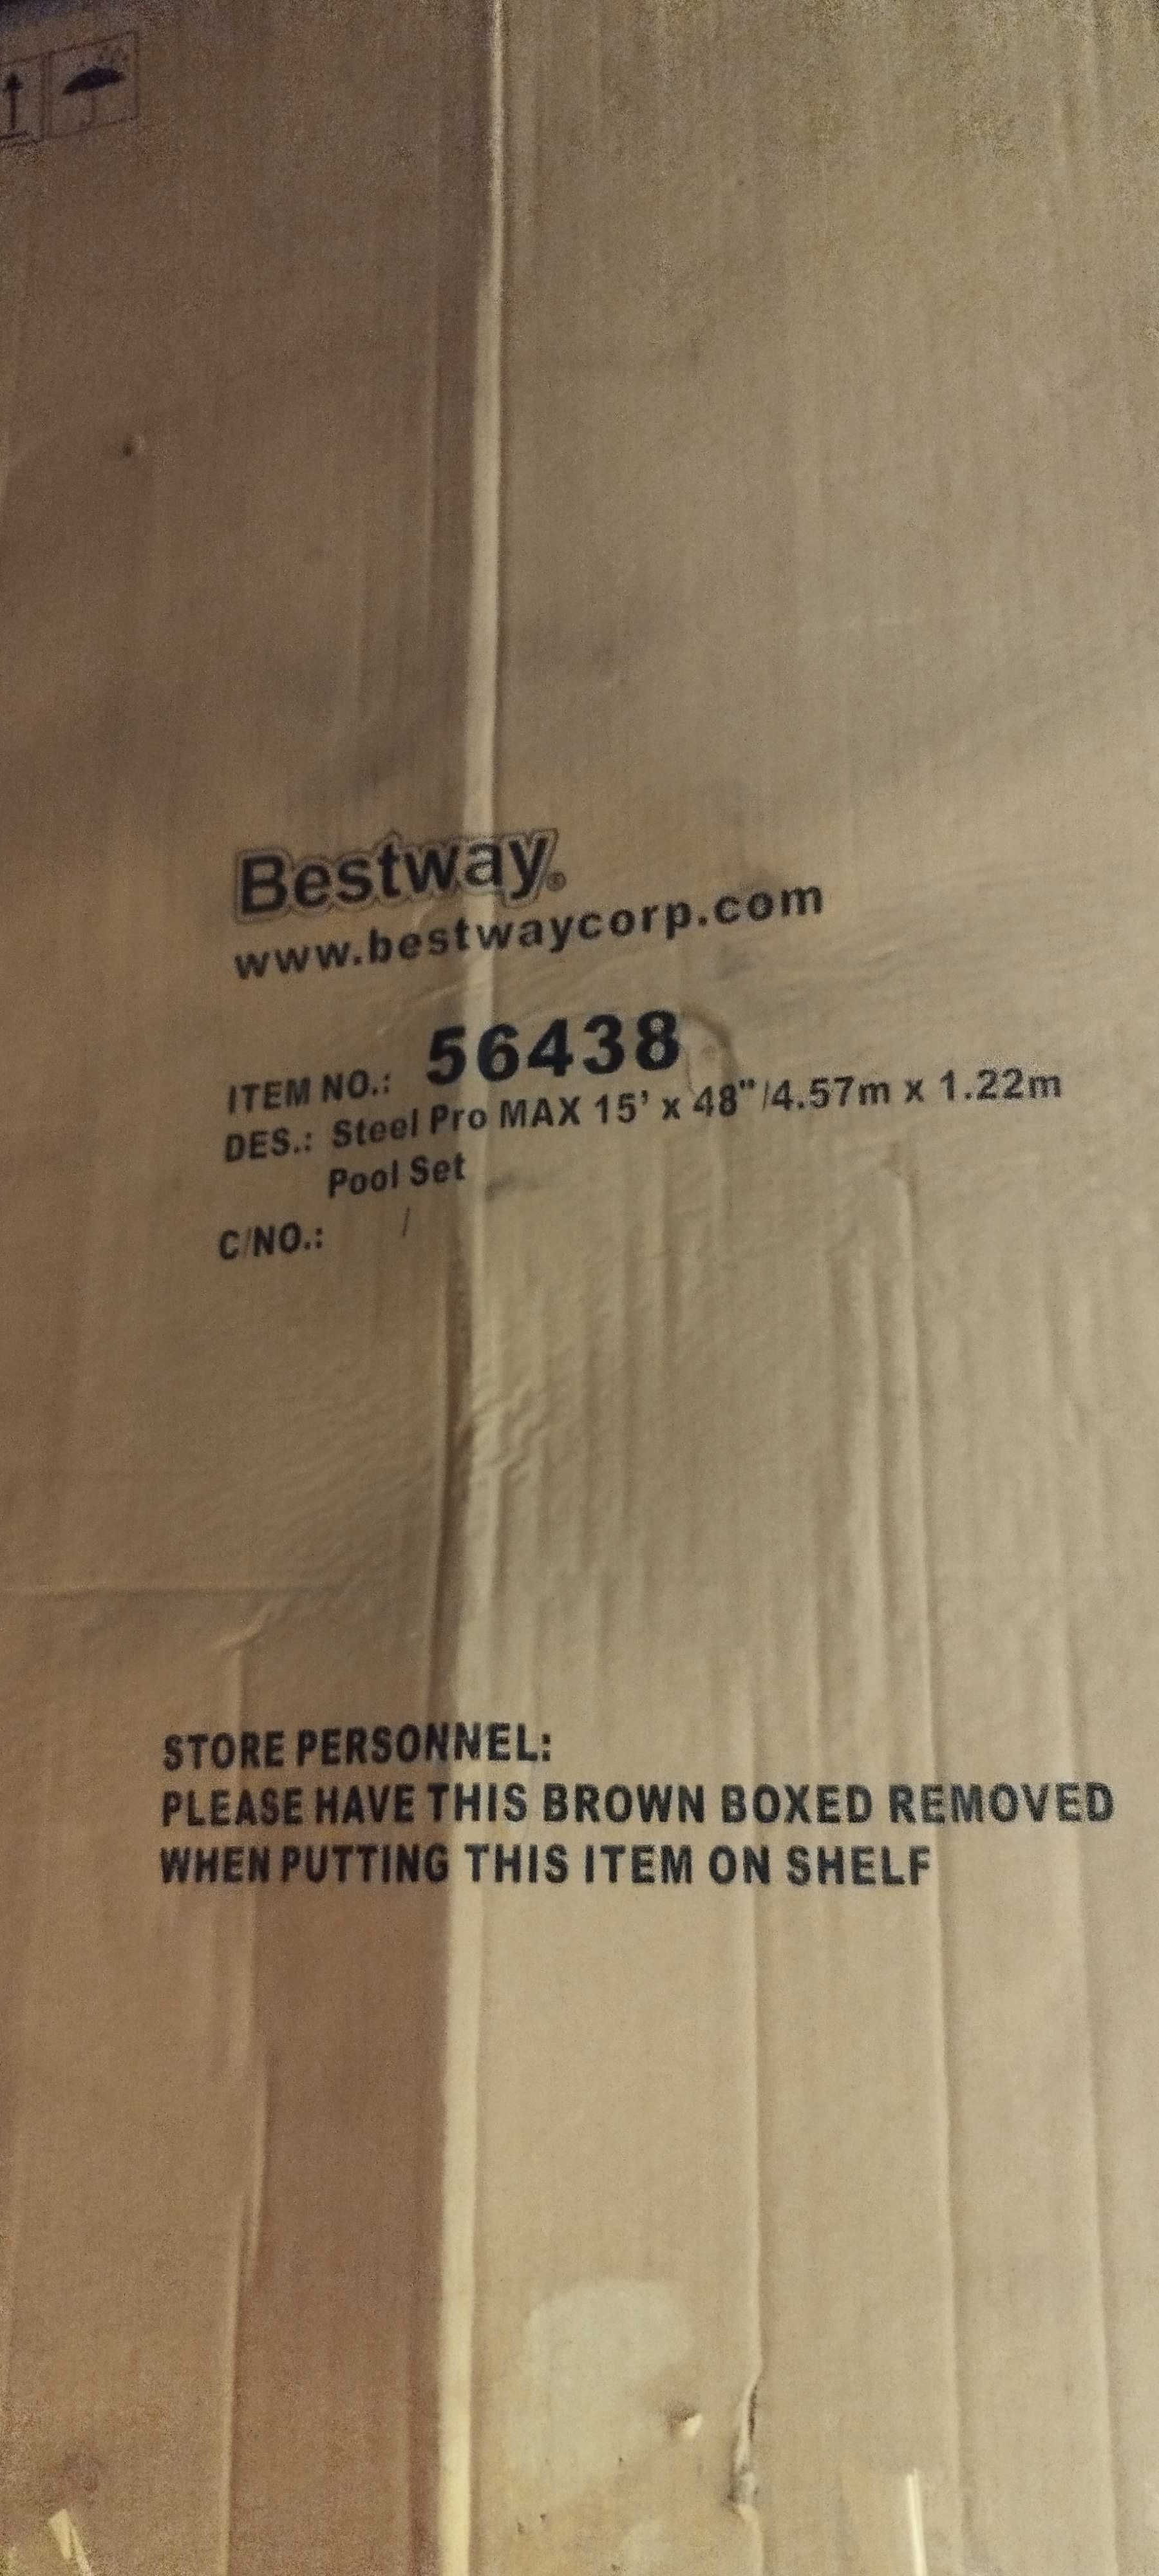 Bestway®
www.bestwaycorp.com
ITEM NO.: 56438
DES.: Steel Pro MAX 15' x 48"/4.57m x 1.22m
Pool Set
C/NO.: /
STORE PERSONNEL:
PLEASE HAVE THIS BROWN BOXED REMOVED
WHEN PUTTING THIS ITEM ON SHELF